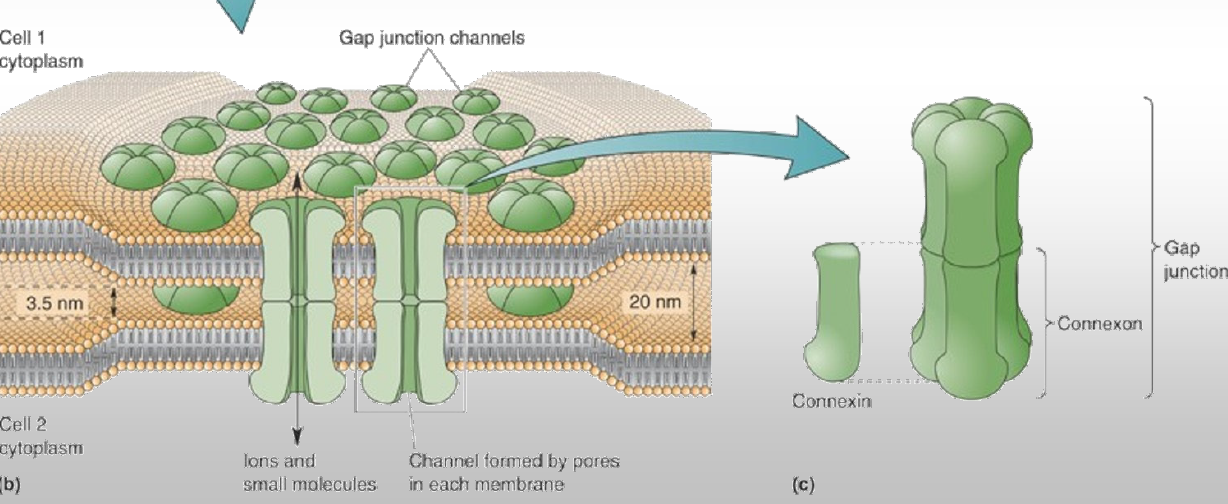 Cell 1
cytoplasm
Gap junction channels
3.5 nm
20 nm
Gap
junction
Connexon
Connexin
Cell 2
cytoplasm
Ions and
small molecules
Channel formed by pores
in each membrane
(b)
(c)